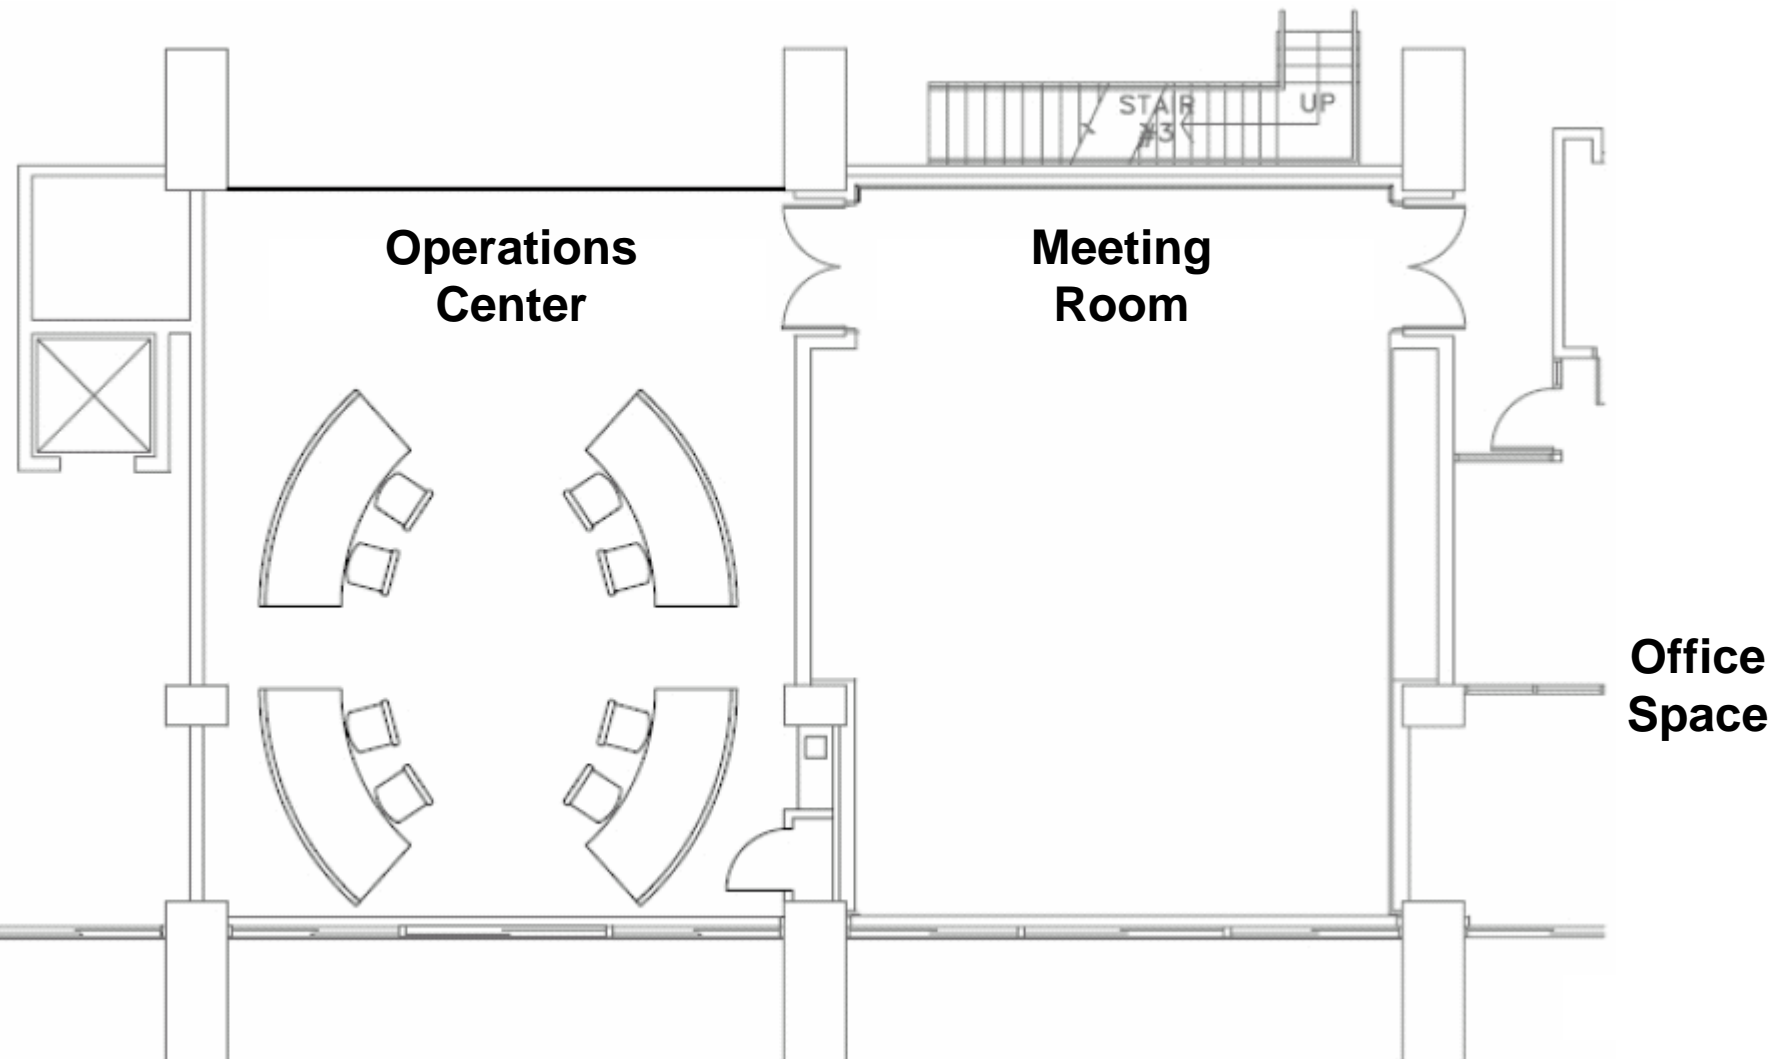 STAIR
#3
UP
Operations
Center
Meeting
Room
Office
Space